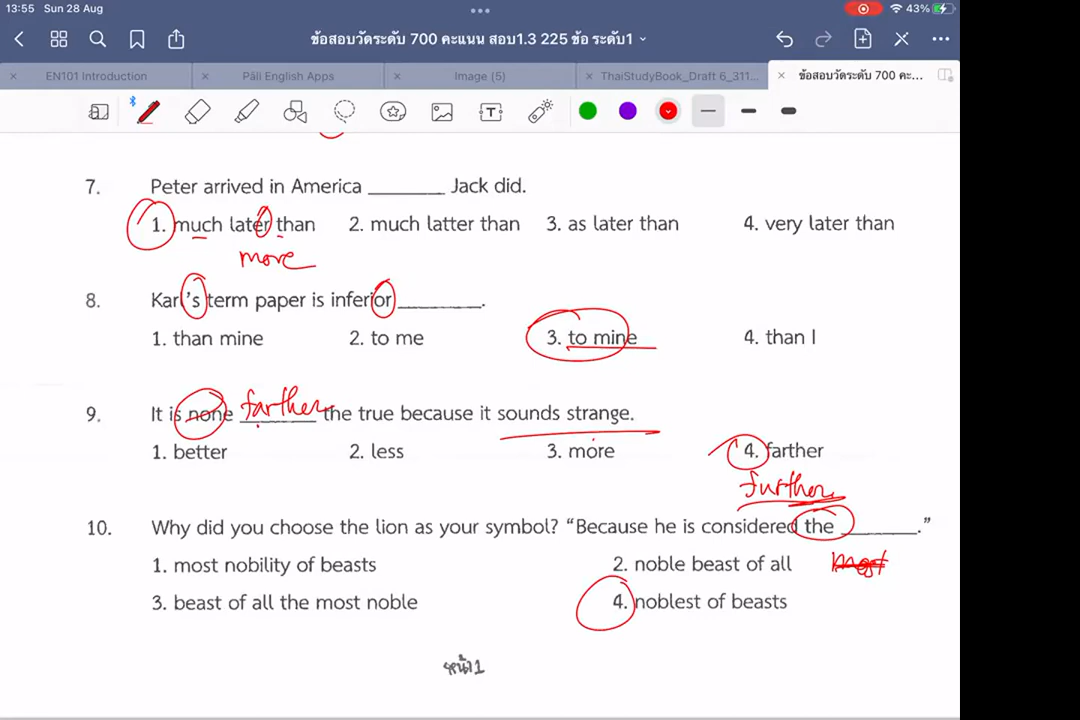 13:55 Sun 28 Aug 43%
ข้อสอบวัดระดับ 700 คะแนน สอบ1.3 225 ข้อ ระดับ1
EN101 Introduction Pāli English Apps Image (5) ThaiStudyBook_Draft 6_311... ข้อสอบวัดระดับ 700 คะ...
7. Peter arrived in America ________ Jack did.
1. much later than 2. much latter than 3. as later than 4. very later than
more
8. Karl's term paper is inferior _________.
1. than mine 2. to me 3. to mine 4. than I
9. It is none farther the true because it sounds strange.
1. better 2. less 3. more 4. farther
further
10. Why did you choose the lion as your symbol? “Because he is considered the ________.”
1. most nobility of beasts 2. noble beast of all most
3. beast of all the most noble 4. noblest of beasts
หน้า1